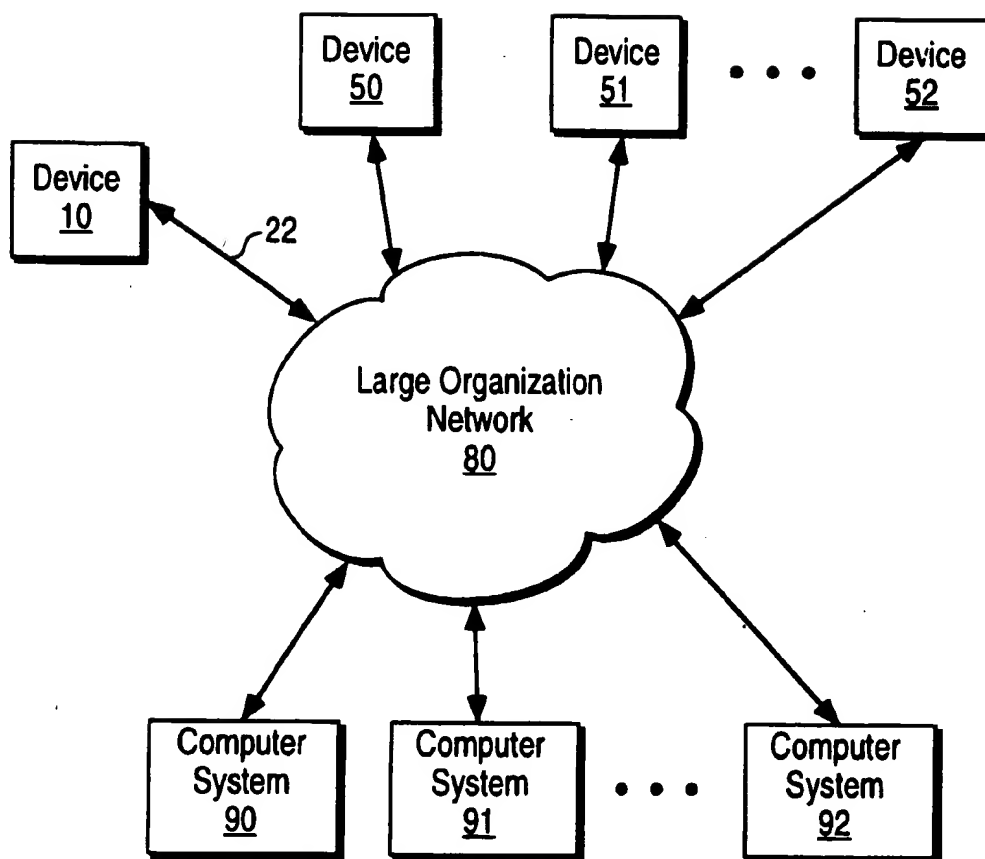 Device
50
Device
51
Device
52
Device
10
22
Large Organization
Network
80
Computer
System
90
Computer
System
91
Computer
System
92